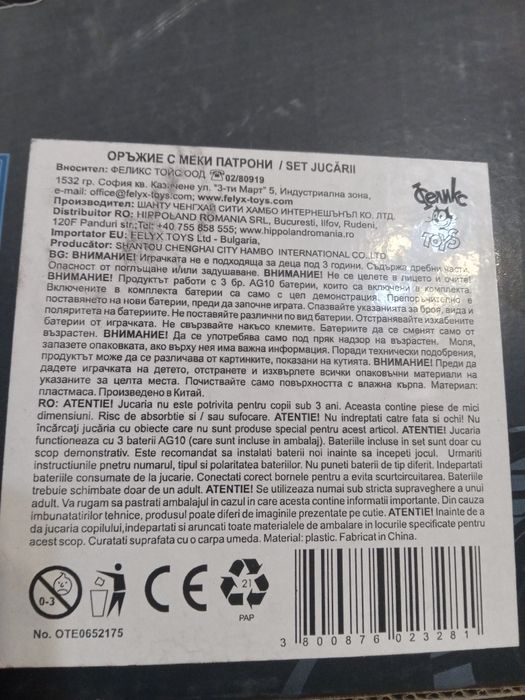 ОРЪЖИЕ С МЕКИ ПАТРОНИ / SET JUCĂRII
Вносител: ФЕЛИКС ТОЙС ООД ☎02/80919
1532 гр. София кв. Казичене ул. "3-ти Март" 5, Индустриална зона,
e-mail: office@felyx-toys.com, www.felyx-toys.com
Производител: ШАНТУ ЧЕНГХАЙ СИТИ ХАМБО ИНТЕРНЕШЪНЪЛ КО. ЛТД.
Distribuitor RO: HIPPOLAND ROMANIA SRL, Bucuresti, Ilfov, Rudeni,
120F Panduri str.;Tel: +40 755 858 555; www.hippolandromania.ro
Importator EU: FELYX TOYS Ltd - Bulgaria,
Producător: SHANTOU CHENGHAI CITY HAMBO INTERNATIONAL CO.,LTD
Феликс
TOYS
BG: ВНИМАНИЕ! Играчката не е подходяща за деца под 3 години. Съдържа дребни части.
Опасност от поглъщане и/или задушаване. ВНИМАНИЕ! Не се целете в лицето и очите!
ВНИМАНИЕ! Продуктът работи с 3 бр. AG10 батерии, които са включени в комплекта.
Включените в комплекта батерии са само с цел демонстрация. Препоръчително е
поставянето на нови батерии, преди да започне играта. Спазвайте указанията за броя, вида и
поляритета на батериите. Не поставяйте различни по вид батерии. Отстранявайте изхабените
батерии от играчката. Не свързвайте накъсо клемите. Батериите да се сменят само от
възрастен. ВНИМАНИЕ! Да се употребява само под пряк надзор на възрастен. Моля,
запазете опаковката, ако върху нея има важна информация. Поради технически подобрения,
продуктът може да се различава от картинките, показани на кутията. ВНИМАНИЕ! Преди да
дадете играчката на детето, отстранете и изхвърлете всички опаковъчни материали на
указаните за целта места. Почиствайте само повърхността с влажна кърпа. Материал:
пластмаса. Произведено в Китай.
RO: ATENTIE! Jucaria nu este potrivita pentru copii sub 3 ani. Aceasta contine piese de mici
dimensiuni. Risc de absorbtie si / sau sufocare. ATENTIE! Nu indreptati catre fata si ochi! Nu
încărcaţi jucăria cu obiecte care nu sunt produse special pentru acest articol. ATENTIE! Jucaria
functioneaza cu 3 baterii AG10 (care sunt incluse in ambalaj). Bateriile incluse in set sunt doar cu
scop demonstrativ. Este recomandat sa instalati baterii noi inainte sa incepeti jocul. Urmariti
instructiunile pnetru numarul, tipul si polaritatea bateriilor. Nu puneti baterii de tip diferit. Indepartati
bateriile consumate de la jucarie. Conectati corect bornele pentru a evita scurtcircuitarea. Bateriile
trebuie schimbate doar de un adult. ATENTIE! Se utilizeaza numai sub stricta supraveghere a unui
adult. Va rugam sa pastrati ambalajul in cazul in care acesta contine informatii importante. Din cauza
imbunatatirilor tehnice, produsul poate diferi de imaginile prezentate pe cutie. ATENTIE! Inainte de a
da jucaria copilului,indepartati si aruncati toate materialele de ambalare in locurile specificate pentru
acest scop. Curatati suprafata cu o carpa umeda. Material: plastic. Fabricat in China.
0-3
CE
21
PAP
No. OTE0652175
3 800876 023281